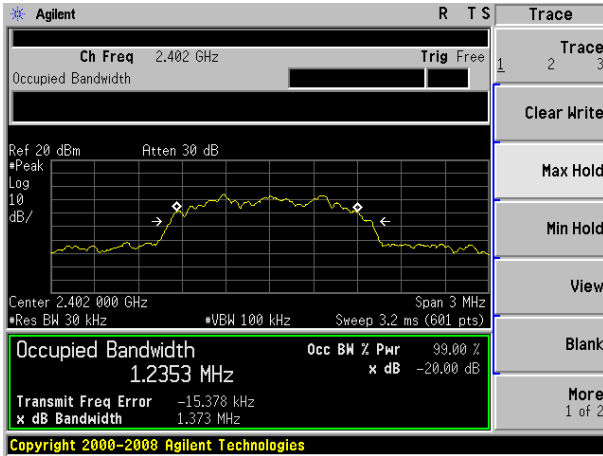 Agilent R T S Trace
Ch Freq 2.402 GHz Trig Free
Occupied Bandwidth
Trace
1 2 3
Clear Write
Max Hold
Min Hold
View
Blank
More
1 of 2
Ref 20 dBm Atten 30 dB
#Peak
Log
10
dB/
Center 2.402 000 GHz Span 3 MHz
#Res BW 30 kHz #VBW 100 kHz Sweep 3.2 ms (601 pts)
Occupied Bandwidth Occ BW % Pwr 99.00 %
1.2353 MHz x dB -20.00 dB
Transmit Freq Error -15.378 kHz
x dB Bandwidth 1.373 MHz
Copyright 2000-2008 Agilent Technologies